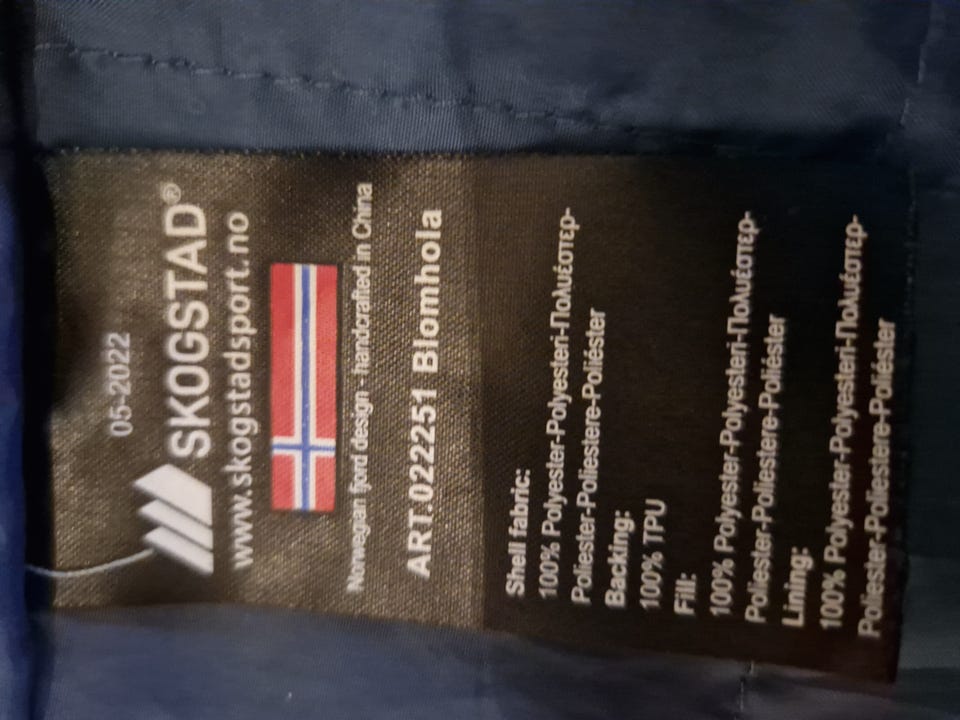 05-2022
SKOGSTAD®
www.skogstadsport.no
Norwegian fjord design - handcrafted in China
ART.022251 Blomhola
Shell fabric:
100% Polyester-Polyesteri-Πολυέστερ-
Poliester-Poliestere-Poliéster
Backing:
100% TPU
Fill:
100% Polyester-Polyesteri-Πολυέστερ-
Poliester-Poliestere-Poliéster
Lining:
100% Polyester-Polyesteri-Πολυέστερ-
Poliester-Poliestere-Poliéster